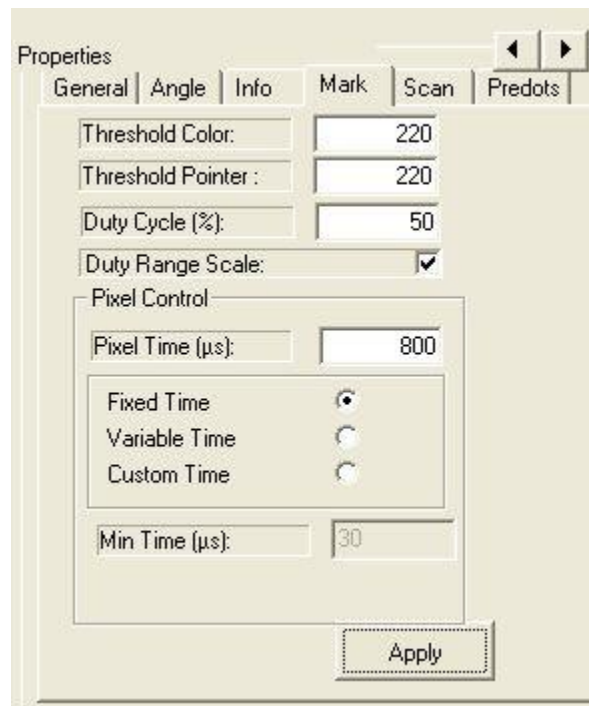 Properties
General Angle Info Mark Scan Predots
Threshold Color: 220
Threshold Pointer : 220
Duty Cycle (%): 50
Duty Range Scale:
Pixel Control
Pixel Time (µs): 800
Fixed Time
Variable Time
Custom Time
Min Time (µs): 30
Apply